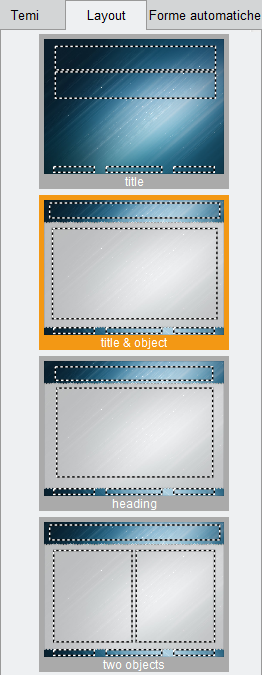 Temi
Layout
Forme automatiche
title
title & object
heading
two objects